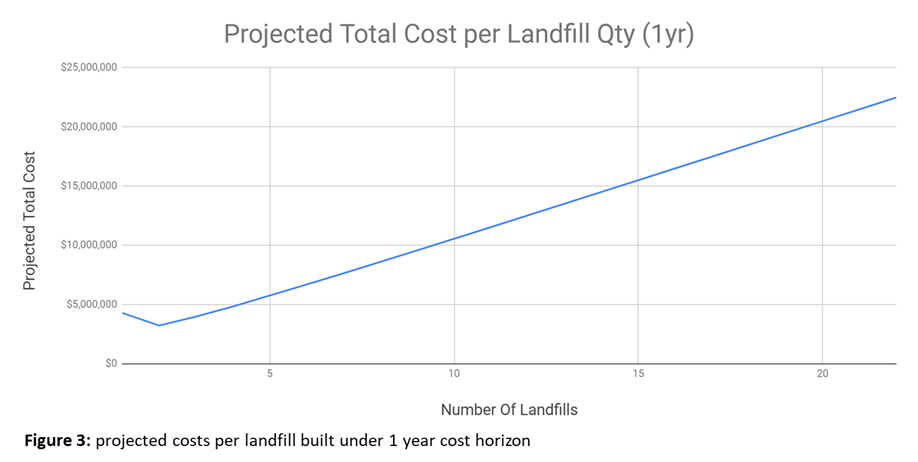 Projected Total Cost per Landfill Qty (1yr)
$25,000,000
$20,000,000
$15,000,000
$10,000,000
$5,000,000
$0
Projected Total Cost
5 10 15 20
Number Of Landfills
Figure 3: projected costs per landfill built under 1 year cost horizon